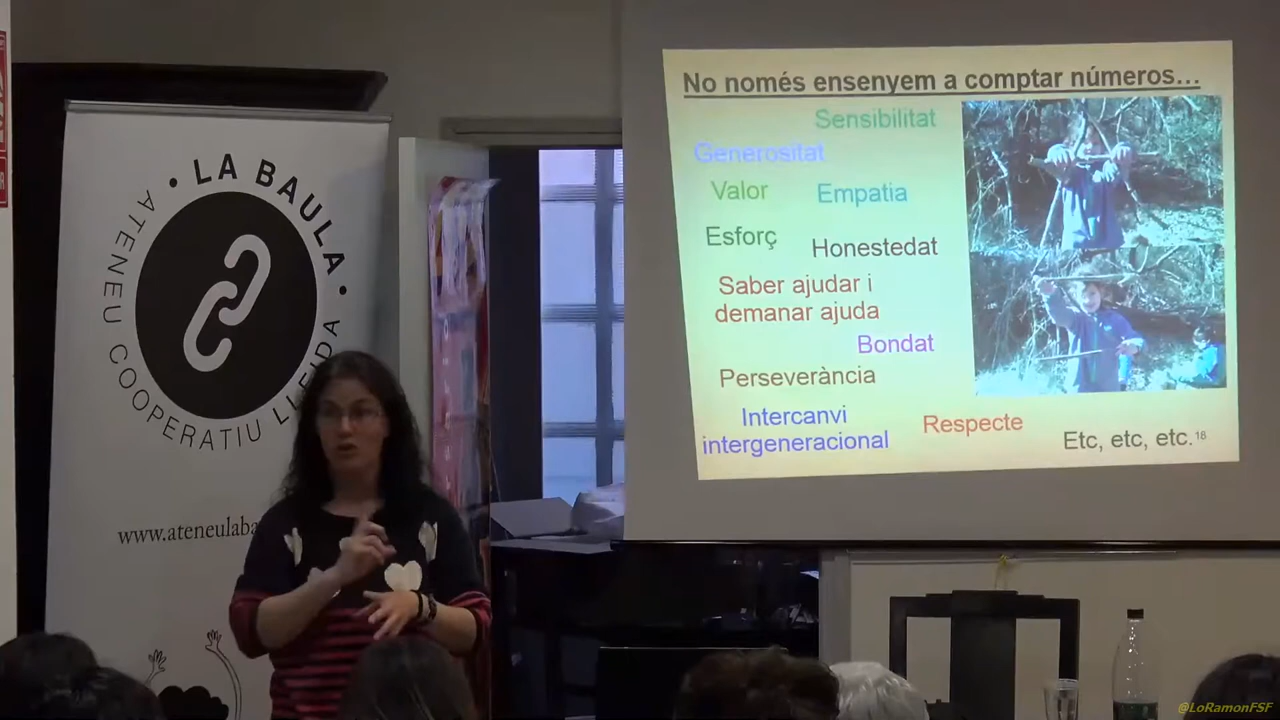 LA BAULA
ATENEU COOPERATIU LLEIDA
www.ateneulaba
No només ensenyem a comptar números…
Sensibilitat
Generositat
Valor
Empatia
Esforç
Honestedat
Saber ajudar i
demanar ajuda
Bondat
Perseverància
Intercanvi
intergeneracional
Respecte
Etc, etc, etc.
18
@LoRamonFSF